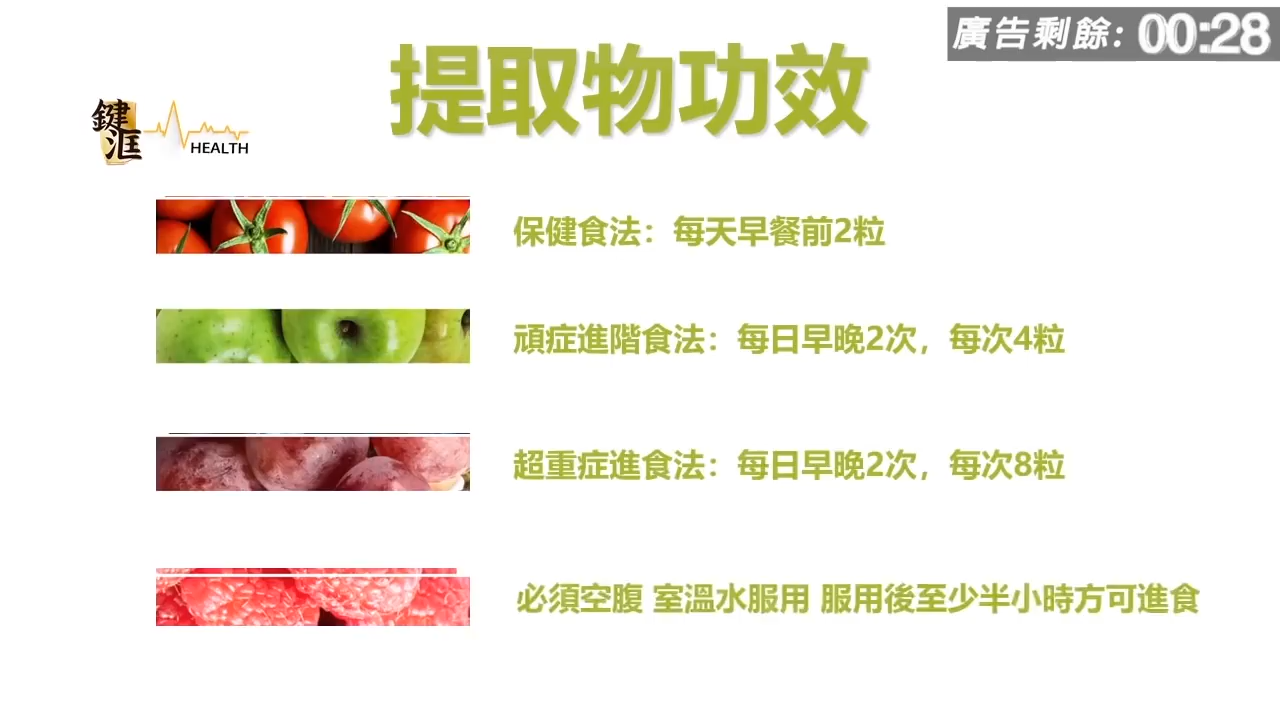 廣告剩餘: 00:28
提取物功效
鍵滙
HEALTH
保健食法：每天早餐前2粒
頑症進階食法：每日早晚2次，每次4粒
超重症進食法：每日早晚2次，每次8粒
必須空腹 室溫水服用 服用後至少半小時方可進食